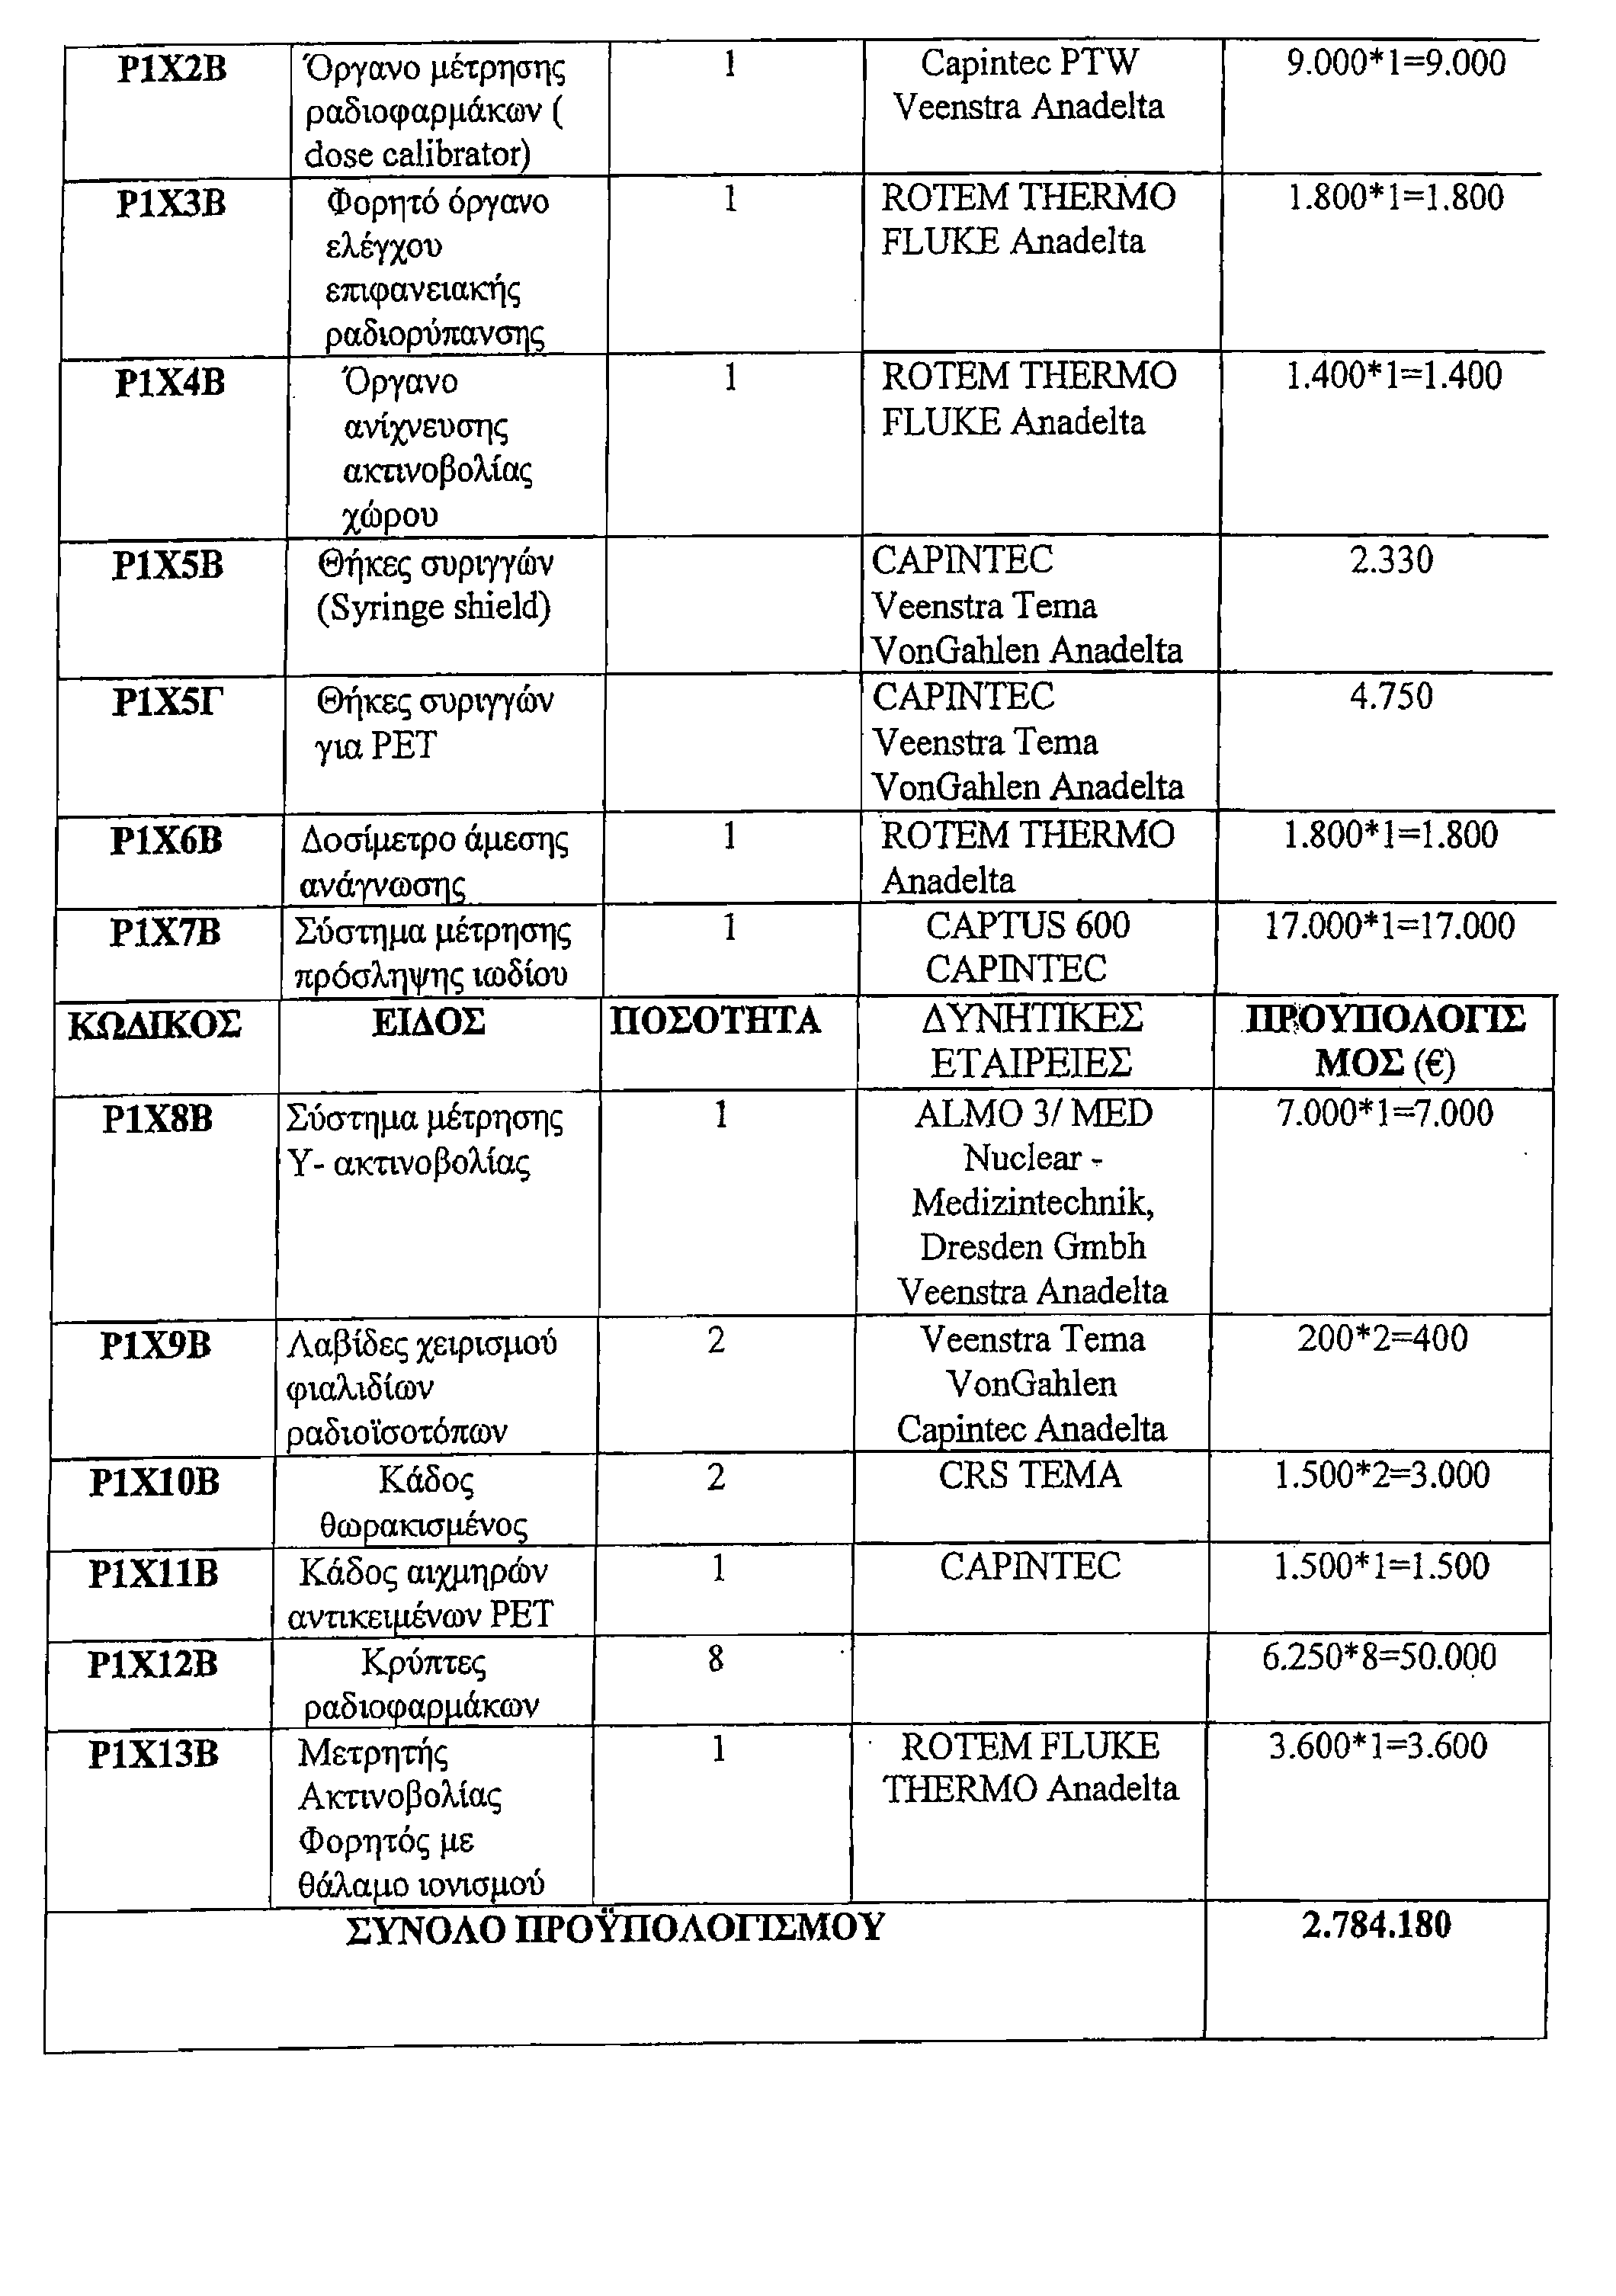 P1X2B Όργανο μέτρησης 1 Capintec PTW 9.000*1=9.000
ραδιοφαρμάκων ( Veenstra Anadelta
dose calibrator)
P1X3B Φορητό όργανο 1 ROTEM THERMO 1.800*1=1.800
ελέγχου FLUKE Anadelta
επιφανειακής
ραδιορύπανσης
P1X4B Όργανο 1 ROTEM THERMO 1.400*1=1.400
ανίχνευσης FLUKE Anadelta
ακτινοβολίας
χώρου
P1X5B Θήκες συριγγών CAPINTEC 2.330
(Syringe shield) Veenstra Tema
VonGahlen Anadelta
P1X5Γ Θήκες συριγγών CAPINTEC 4.750
για PET Veenstra Tema
VonGahlen Anadelta
P1X6B Δοσίμετρο άμεσης 1 ROTEM THERMO 1.800*1=1.800
ανάγνωσης Anadelta
P1X7B Σύστημα μέτρησης 1 CAPTUS 600 17.000*1=17.000
πρόσληψης ιωδίου CAPINTEC
ΚΩΔΙΚΟΣ ΕΙΔΟΣ ΠΟΣΟΤΗΤΑ ΔΥΝΗΤΙΚΕΣ ΠΡΟΥΠΟΛΟΓΙΣ
ΕΤΑΙΡΕΙΕΣ ΜΟΣ (€)
P1X8B Σύστημα μέτρησης 1 ALMO 3/ MED 7.000*1=7.000
Υ- ακτινοβολίας Nuclear -
Medizintechnik,
Dresden Gmbh
Veenstra Anadelta
P1X9B Λαβίδες χειρισμού 2 Veenstra Tema 200*2=400
φιαλιδίων VonGahlen
ραδιοϊσοτόπων Capintec Anadelta
P1X10B Κάδος 2 CRS TEMA 1.500*2=3.000
θωρακισμένος
P1X11B Κάδος αιχμηρών 1 CAPINTEC 1.500*1=1.500
αντικειμένων PET
P1X12B Κρύπτες 8 6.250*8=50.000
ραδιοφαρμάκων
P1X13B Μετρητής 1 ROTEM FLUKE 3.600*1=3.600
Ακτινοβολίας THERMO Anadelta
Φορητός με
θάλαμο ιονισμού
ΣΥΝΟΛΟ ΠΡΟΫΠΟΛΟΓΙΣΜΟΥ 2.784.180